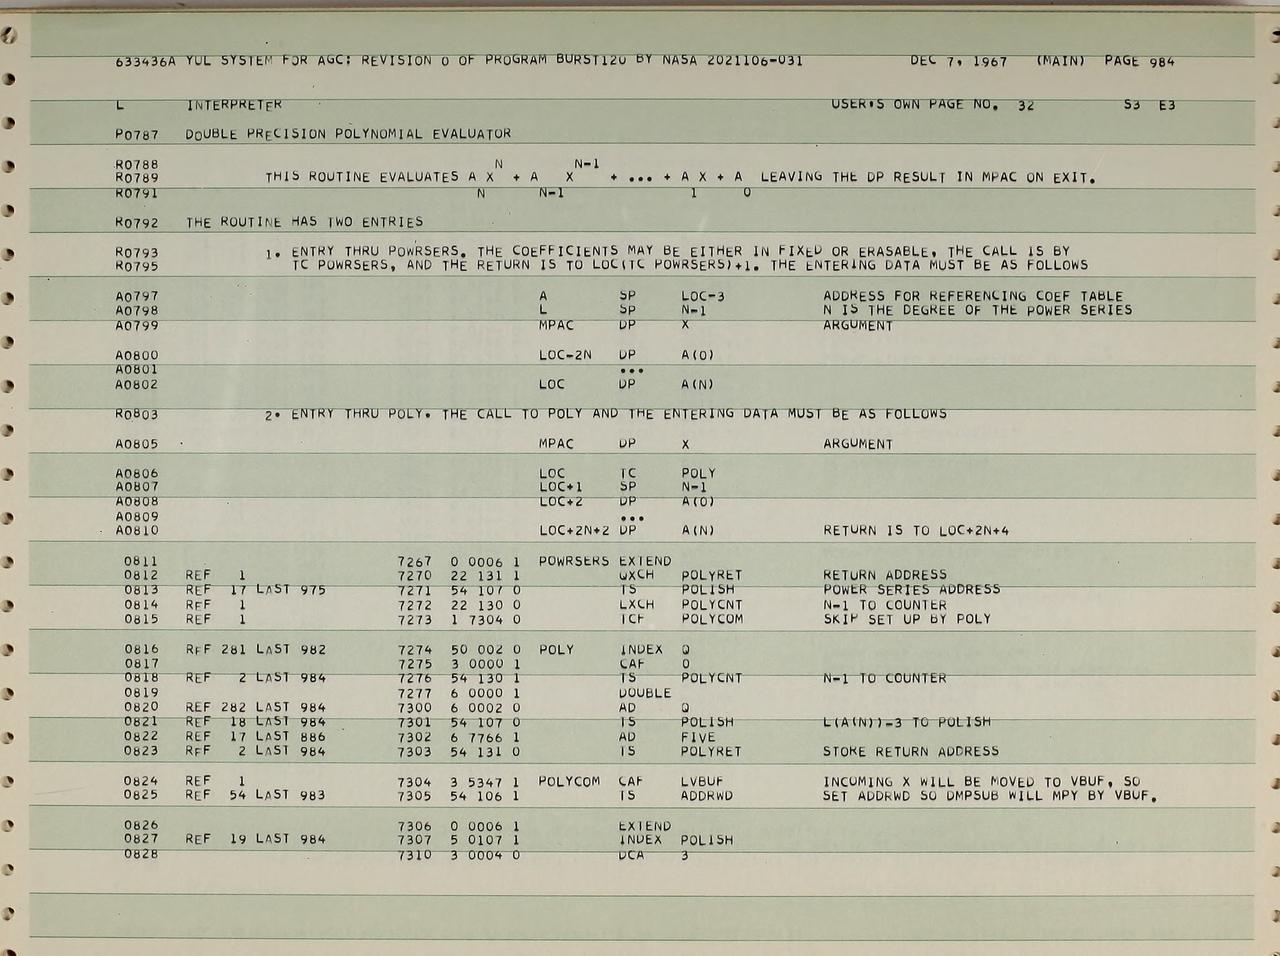 633436A YUL SYSTEM FOR AGC: REVISION 0 OF PROGRAM BURST120 BY NASA 2021106-031 DEC 7, 1967 (MAIN) PAGE 984
L INTERPRETER USER'S OWN PAGE NO. 32 S3 E3
P0787 DOUBLE PRECISION POLYNOMIAL EVALUATOR
R0788 N N-1
R0789 THIS ROUTINE EVALUATES A X + A X + ... + A X + A LEAVING THE DP RESULT IN MPAC ON EXIT.
R0791 N N-1 1 0
R0792 THE ROUTINE HAS TWO ENTRIES
R0793 1. ENTRY THRU POWRSERS. THE COEFFICIENTS MAY BE EITHER IN FIXED OR ERASABLE. THE CALL IS BY
R0795 TC POWRSERS, AND THE RETURN IS TO LOC(TC POWRSERS)+1. THE ENTERING DATA MUST BE AS FOLLOWS
A0797 A SP LOC-3 ADDRESS FOR REFERENCING COEF TABLE
A0798 L SP N-1 N IS THE DEGREE OF THE POWER SERIES
A0799 MPAC DP X ARGUMENT
A0800 LOC-2N DP A(0)
A0801 ...
A0802 LOC DP A(N)
R0803 2. ENTRY THRU POLY. THE CALL TO POLY AND THE ENTERING DATA MUST BE AS FOLLOWS
A0805 MPAC DP X ARGUMENT
A0806 LOC TC POLY
A0807 LOC+1 SP N-1
A0808 LOC+2 DP A(0)
A0809 ...
A0810 LOC+2N+2 DP A(N) RETURN IS TO LOC+2N+4
0811 7267 0 0006 1 POWRSERS EXTEND
0812 REF 1 7270 22 131 1 QXCH POLYRET RETURN ADDRESS
0813 REF 17 LAST 975 7271 54 107 0 TS POLISH POWER SERIES ADDRESS
0814 REF 1 7272 22 130 0 LXCH POLYCNT N-1 TO COUNTER
0815 REF 1 7273 1 7304 0 TCF POLYCOM SKIP SET UP BY POLY
0816 REF 281 LAST 982 7274 50 002 0 POLY INDEX Q
0817 7275 3 0000 1 CAF 0
0818 REF 2 LAST 984 7276 54 130 1 TS POLYCNT N-1 TO COUNTER
0819 7277 6 0000 1 DOUBLE
0820 REF 282 LAST 984 7300 6 0002 0 AD Q
0821 REF 18 LAST 984 7301 54 107 0 TS POLISH L(A(N))-3 TO POLISH
0822 REF 17 LAST 886 7302 6 7766 1 AD FIVE
0823 REF 2 LAST 984 7303 54 131 0 TS POLYRET STORE RETURN ADDRESS
0824 REF 1 7304 3 5347 1 POLYCOM CAF LVBUF INCOMING X WILL BE MOVED TO VBUF, SO
0825 REF 54 LAST 983 7305 54 106 1 TS ADDRWD SET ADDRWD SO DMPSUB WILL MPY BY VBUF.
0826 7306 0 0006 1 EXTEND
0827 REF 19 LAST 984 7307 5 0107 1 INDEX POLISH
0828 7310 3 0004 0 DCA 3